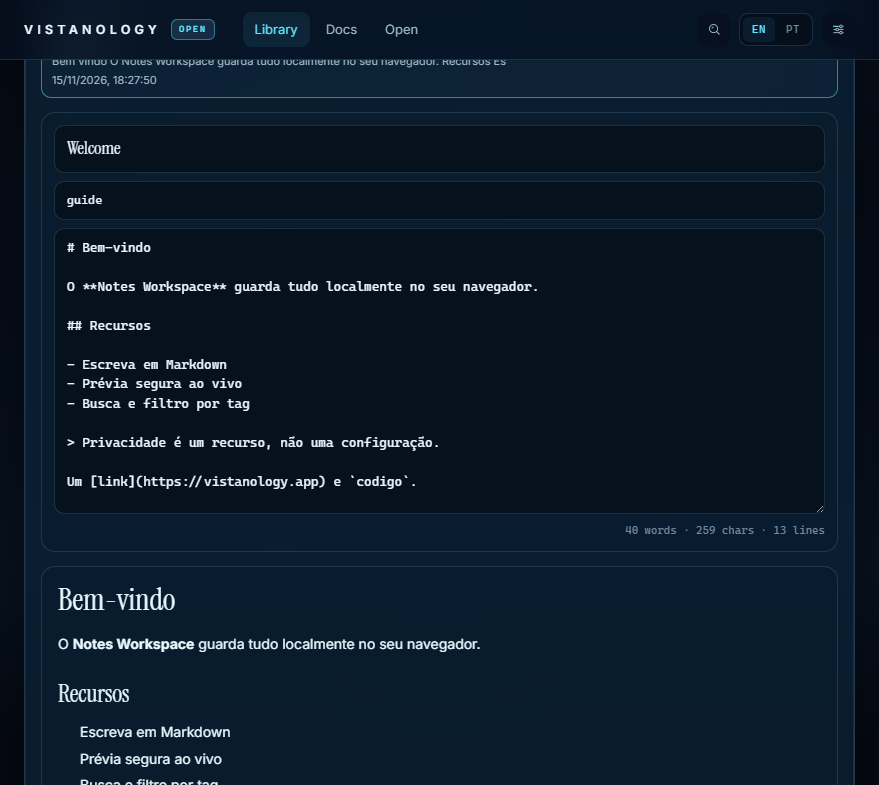 VISTANOLOGY OPEN Library Docs Open EN PT
Bem vindo O Notes Workspace guarda tudo localmente no seu navegador. Recursos Es
15/11/2026, 18:27:50
Welcome
guide
# Bem-vindo
O **Notes Workspace** guarda tudo localmente no seu navegador.
## Recursos
- Escreva em Markdown
- Prévia segura ao vivo
- Busca e filtro por tag
> Privacidade é um recurso, não uma configuração.
Um [link](https://vistanology.app) e `codigo`.
40 words · 259 chars · 13 lines
Bem-vindo
O Notes Workspace guarda tudo localmente no seu navegador.
Recursos
Escreva em Markdown
Prévia segura ao vivo
Busca e filtro por tag